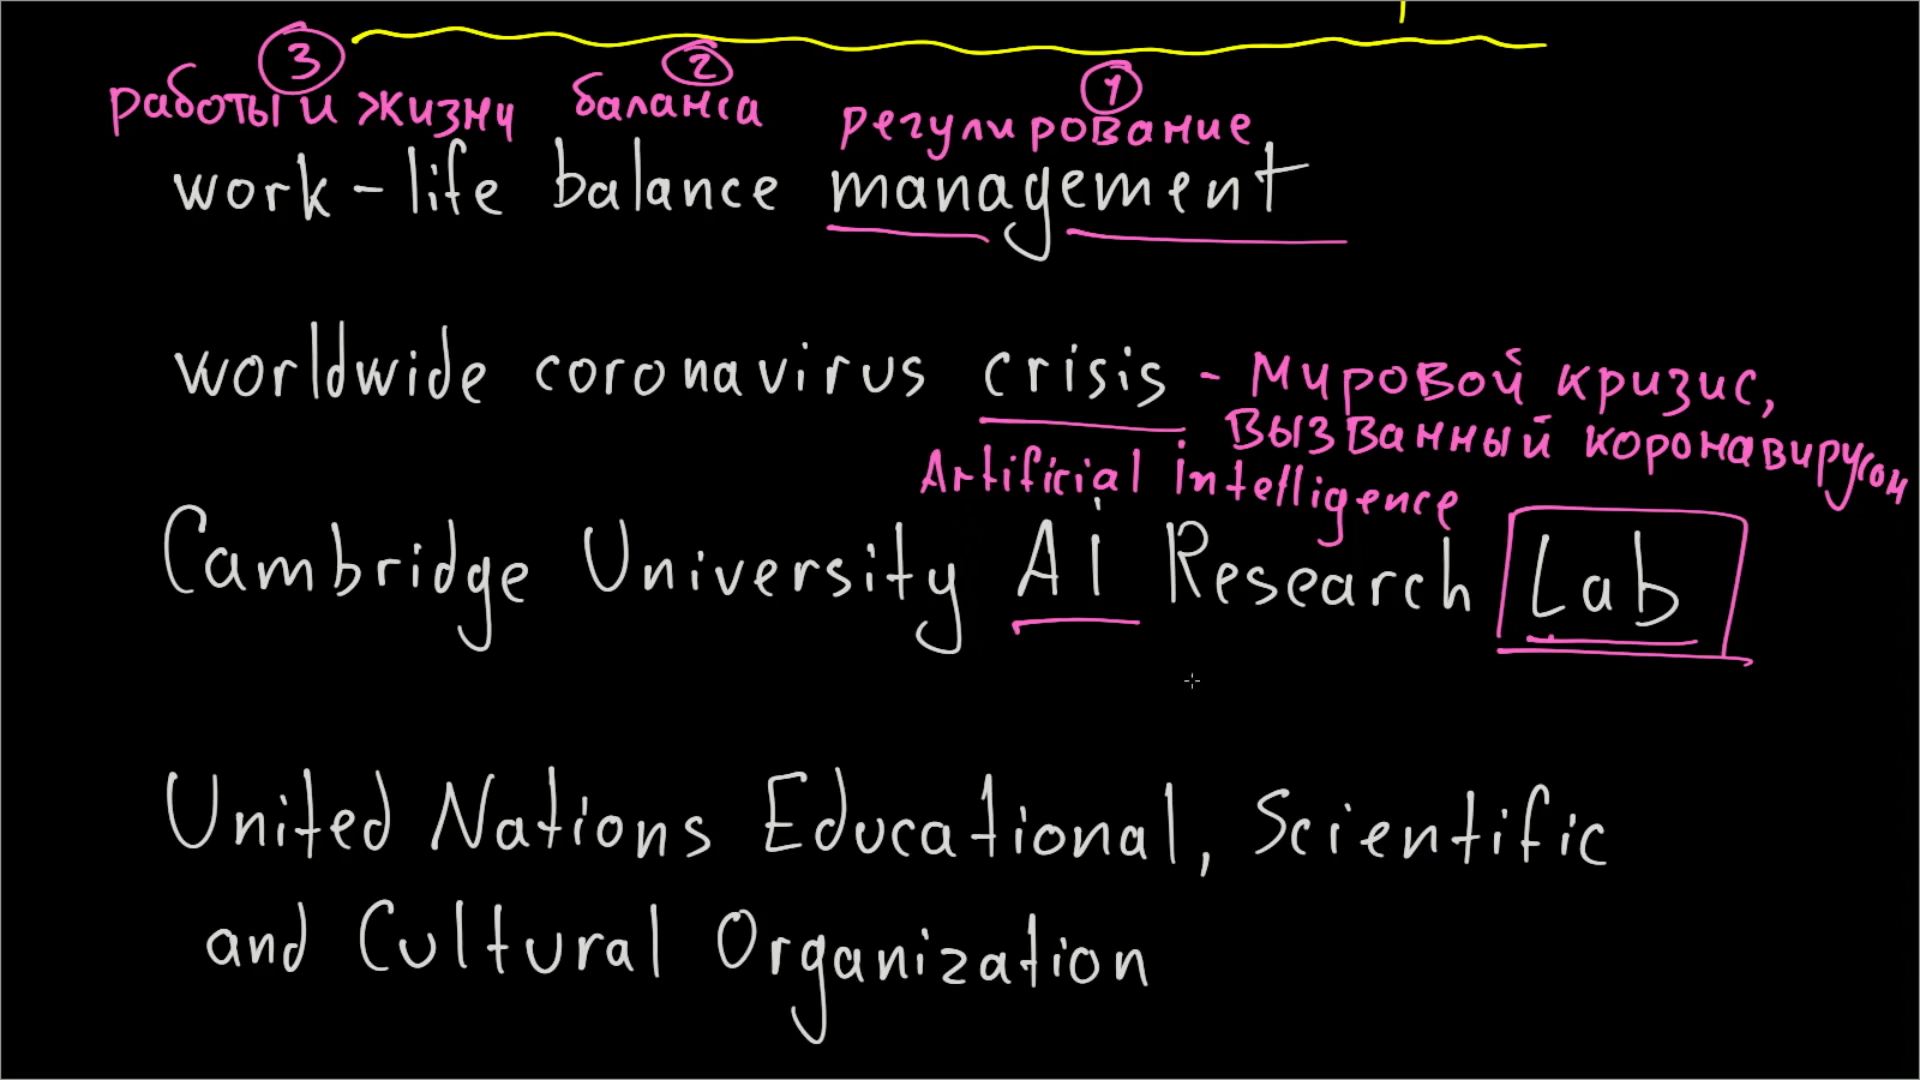 3 2 1
работы и жизни баланса регулирование
work-life balance management
worldwide coronavirus crisis - Мировой кризис,
вызванный коронавирусом
Artificial intelligence
Cambridge University AI Research Lab
United Nations Educational, Scientific
and Cultural Organization